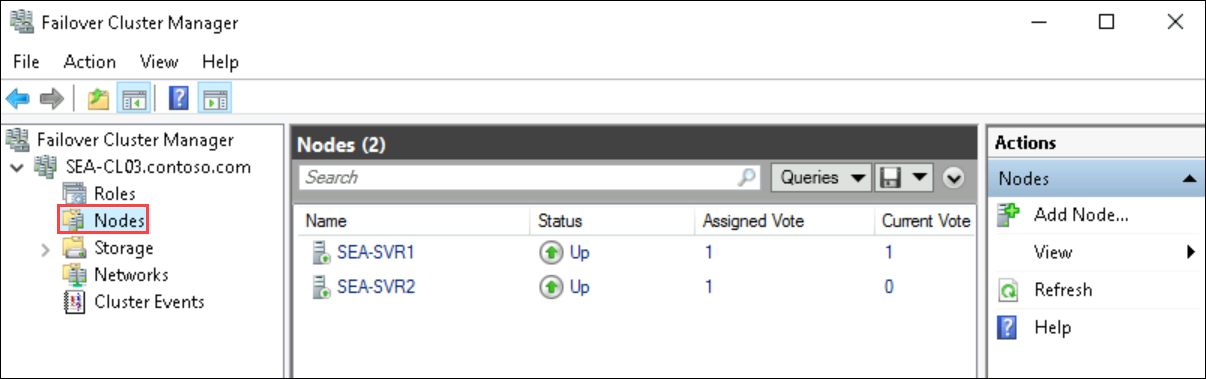 Failover Cluster Manager
File Action View Help
Failover Cluster Manager
SEA-CL03.contoso.com
Roles
Nodes
Storage
Networks
Cluster Events
Nodes (2)
Search Queries
Name Status Assigned Vote Current Vote
SEA-SVR1 Up 1 1
SEA-SVR2 Up 1 0
Actions
Nodes
Add Node...
View
Refresh
Help